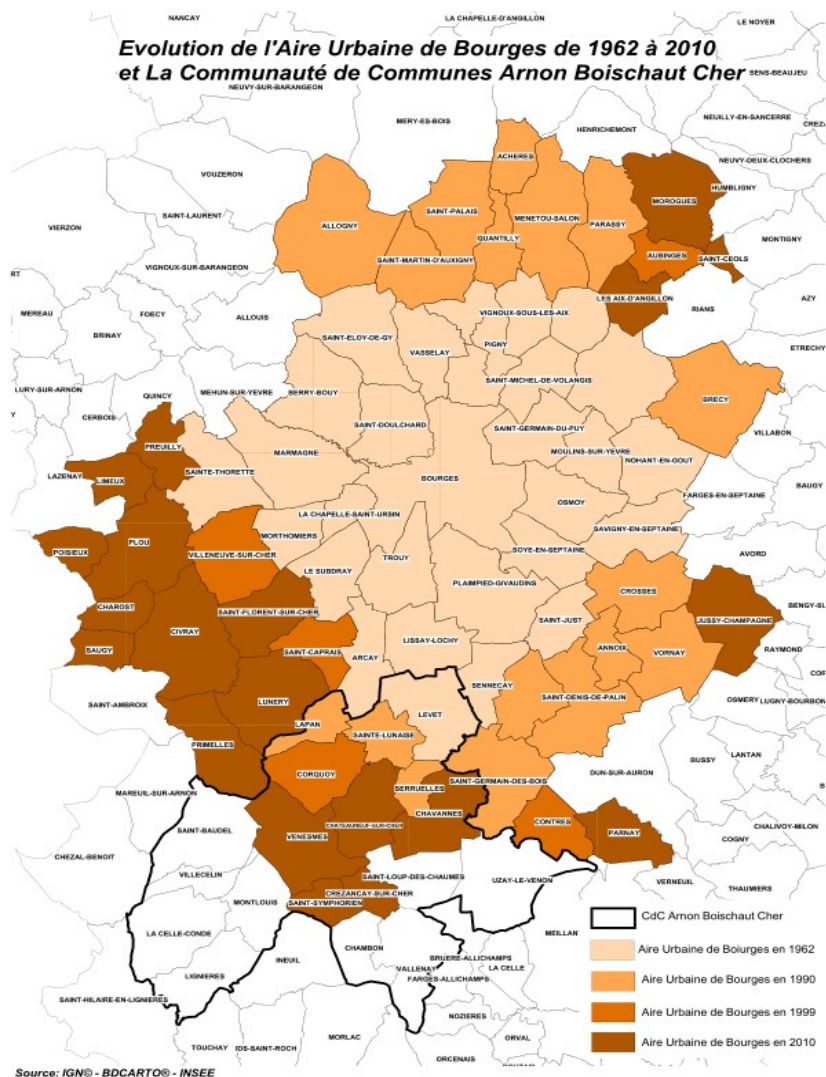 NANCAY
LA CHAPELLE-D'ANGILLON
LE NOYER
Evolution de l'Aire Urbaine de Bourges de 1962 à 2010
et La Communauté de Communes Arnon Boischaut Cher
SENS-BEAUJEU
NEUVY-SUR-BARANGEON
MERY-ES-BOIS
HENRICHEMONT
NEUILLY-EN-SANCERRE
CREZA
ACHERES
NEUVY-DEUX-CLOCHERS
VOUZERON
HUMBLIGNY
MOROGUES
SAINT-PALAIS
SAINT-LAURENT
ALLOGNY
MENETOU-SALON
PARASSY
VIERZON
QUANTILLY
MONTIGNY
SAINT-MARTIN-D'AUXIGNY
AUBINGES
SAINT-CEOLS
VIGNOUX-SUR-BARANGEON
LES AIX-D'ANGILLON
AZY
MEREAU
FOECY
ALLOUIS
VIGNOUX-SOUS-LES-AIX
RIANS
BRINAY
SAINT-ELOY-DE-GY
PIGNY
ETRECHY
VASSELAY
SAINT-MICHEL-DE-VOLANGIS
LURY-SUR-ARNON
QUINCY
MEHUN-SUR-YEVRE
BERRY-BOUY
BRECY
CERBOIS
SAINT-DOULCHARD
SAINT-GERMAIN-DU-PUY
VILLABON
PREUILLY
MARMAGNE
MOULINS-SUR-YEVRE
LAZENAY
SAINTE-THORETTE
NOHANT-EN-GOUT
LIMEUX
BOURGES
BAUGY
OSMOY
FARGES-EN-SEPTAINE
LA CHAPELLE-SAINT-URSIN
SAVIGNY-EN-SEPTAINE
PLOU
MORTHOMIERS
POISIEUX
VILLENEUVE-SUR-CHER
TROUY
SOYE-EN-SEPTAINE
AVORD
LE SUBDRAY
PLAIMPIED-GIVAUDINS
CROSSES
CHAROST
SAINT-FLORENT-SUR-CHER
BENGY-SU
SAINT-JUST
JUSSY-CHAMPAGNE
CIVRAY
LISSAY-LOCHY
SAUGY
SAINT-CAPRAIS
ARCAY
ANNOIX
VORNAY
RAYMOND
SENNECAY
SAINT-DENIS-DE-PALIN
SAINT-AMBROIX
LUNERY
LEVET
OSMERY
LUGNY-BOURBON
LAPAN
SAINTE-LUNAISE
PRIMELLES
BUSSY
LANTAN
CORQUOY
SAINT-GERMAIN-DES-BOIS
DUN-SUR-AURON
MAREUIL-SUR-ARNON
SERRUELLES
CHAVANNES
SAINT-BAUDEL
CHATEAUNEUF-SUR-CHER
CONTRES
CHALIVOY-MILON
VENESMES
PARNAY
COGNY
CHEZAL-BENOIT
VILLECELIN
SAINT-LOUP-DES-CHAUMES
UZAY-LE-VENON
VERNEUIL
THAUMIERS
CREZANCAY-SUR-CHER
MONTLOUIS
SAINT-SYMPHORIEN
CdC Arnon Boischaut Cher
LA CELLE-CONDE
MEILLAN
INEUIL
CHAMBON
BRUERE-ALLICHAMPS
Aire Urbaine de Boiurges en 1962
LIGNIERES
VALLENAY
LA CELLE
FARGES-ALLICHAMPS
Aire Urbaine de Bourges en 1990
SAINT-HILAIRE-EN-LIGNIERES
NOZIERES
Aire Urbaine de Bourges en 1999
TOUCHAY
IDS-SAINT-ROCH
MORLAC
ORVAL
ORCENAIS
Aire Urbaine de Bourges en 2010
Source: IGN© - BDCARTO® - INSEE